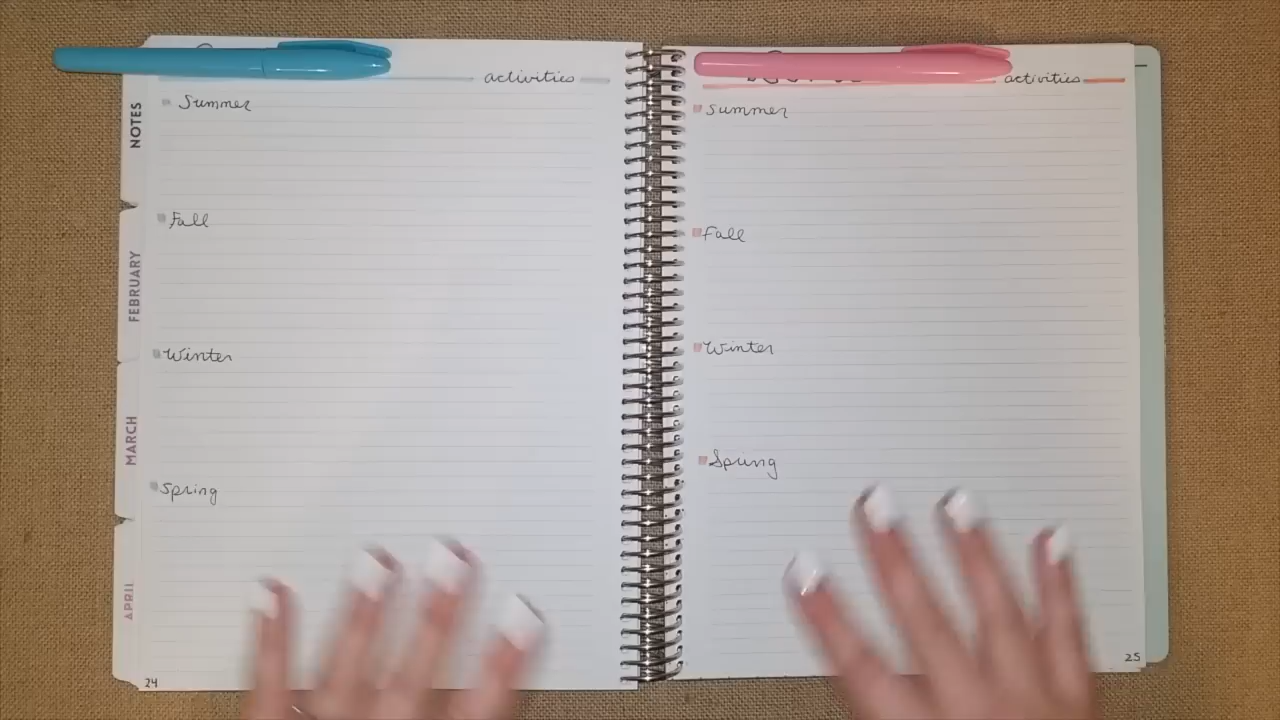 activities
Summer
Fall
Winter
Spring
24
NOTES
FEBRUARY
MARCH
APRIL
activities
Summer
Fall
Winter
Spring
25